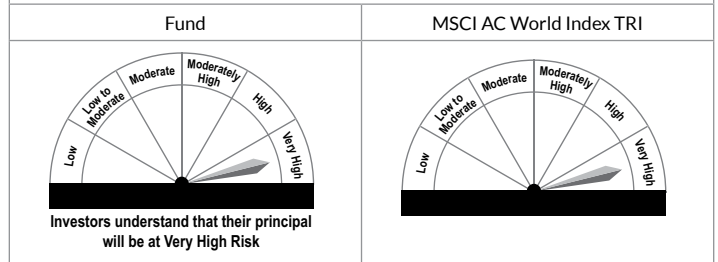 Fund
MSCI AC World Index TRI
Low
Low to
Moderate
Moderate
Moderately
High
High
Very High
Low
Low to
Moderate
Moderate
Moderately
High
High
Very High
Investors understand that their principal
will be at Very High Risk